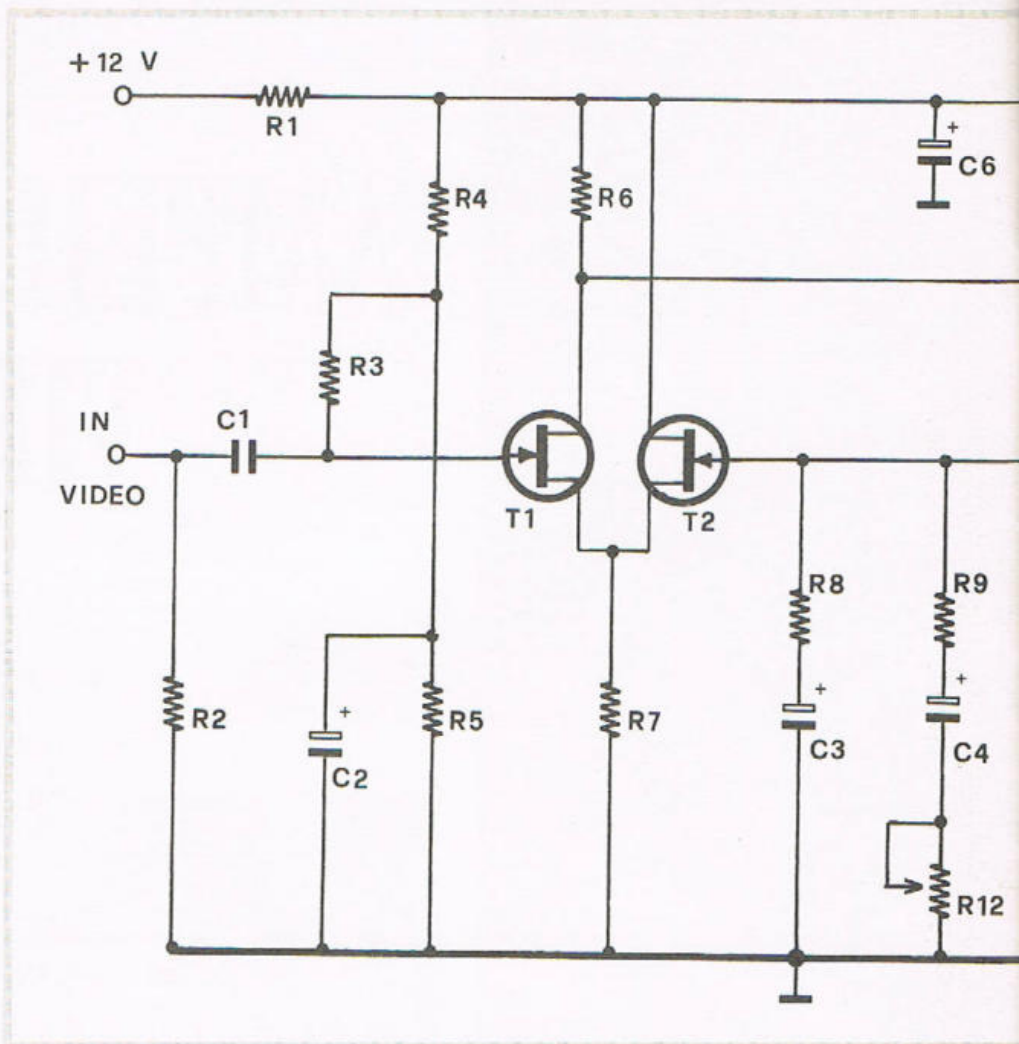 +12 V
R1
R4
R6
+
C6
R3
IN
C1
VIDEO
T1
T2
R8
R9
R2
+
C2
R5
R7
+
C3
+
C4
R12